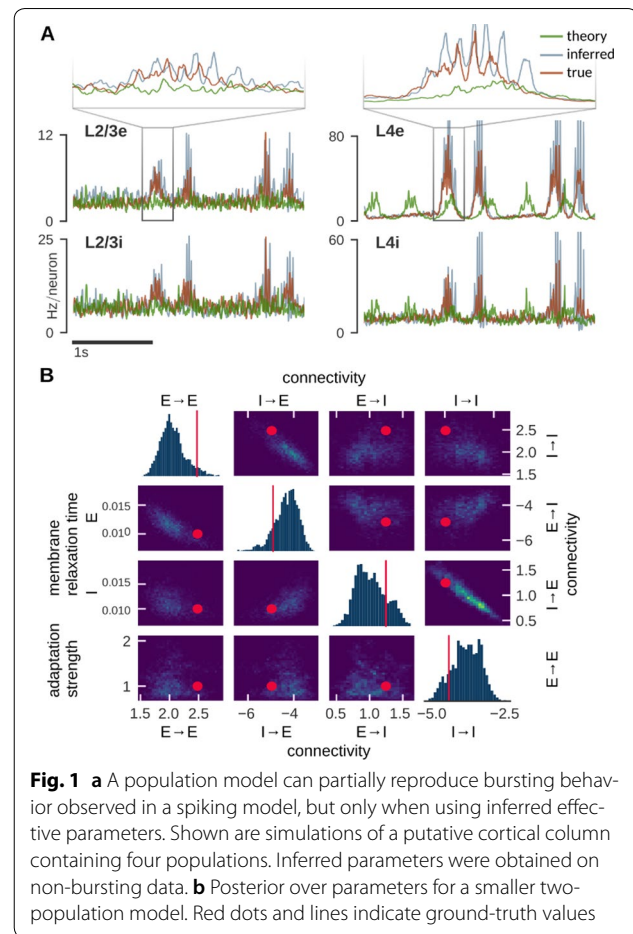 A
theory
inferred
true
12
L2/3e
0
80
L4e
0
25
L2/3i
0
Hz/neuron
60
L4i
0
1s
B
connectivity
E→E
I→E
E→I
I→I
2.5
2.0
1.5
I→I
membrane
relaxation time
E
0.015
0.010
−4
−6
E→I
connectivity
I
0.015
0.010
1.5
1.0
0.5
I→E
adaptation
strength
2
1
E→E
1.5 2.0 2.5
−6 −4
0.5 1.0 1.5
−5.0 −2.5
E→E
I→E
E→I
I→I
connectivity
Fig. 1 a A population model can partially reproduce bursting behav-
ior observed in a spiking model, but only when using inferred effec-
tive parameters. Shown are simulations of a putative cortical column
containing four populations. Inferred parameters were obtained on
non-bursting data. b Posterior over parameters for a smaller two-
population model. Red dots and lines indicate ground-truth values